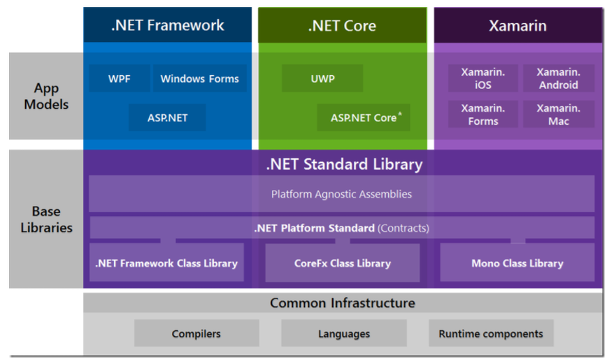 .NET Framework
.NET Core
Xamarin
App
Models
WPF
Windows Forms
ASP.NET
UWP
ASP.NET Core*
Xamarin.
iOS
Xamarin.
Android
Xamarin.
Forms
Xamarin.
Mac
Base
Libraries
.NET Standard Library
Platform Agnostic Assemblies
.NET Platform Standard (Contracts)
.NET Framework Class Library
CoreFx Class Library
Mono Class Library
Common Infrastructure
Compilers
Languages
Runtime components